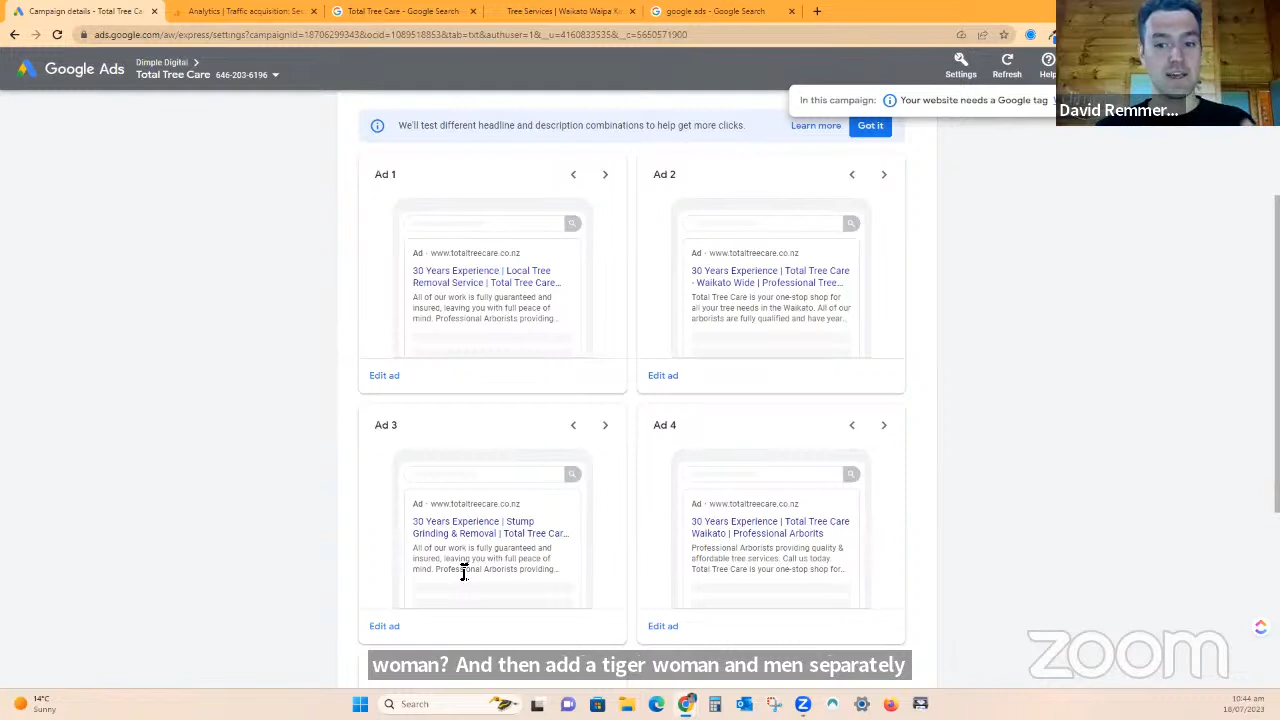 Campaign details - Total Tree Ca
Analytics | Traffic acquisition: Ses
Total Tree Care - Google Search
Tree Services | Waikato Waipa Kin
google ads - Google Search
ads.google.com/aw/express/settings?campaignId=18706299343&ocid=1089518853&tab=txt&authuser=1&__u=4160833535&__c=5650571900
Google Ads
Dimple Digital
Total Tree Care 646-203-6196
Settings
Refresh
Help
In this campaign: Your website needs a Google tag
David Remmer...
We'll test different headline and description combinations to help get more clicks.
Learn more
Got it
Ad 1
Ad · www.totaltreecare.co.nz
30 Years Experience | Local Tree
Removal Service | Total Tree Care...
All of our work is fully guaranteed and
insured, leaving you with full peace of
mind. Professional Arborists providing...
Edit ad
Ad 2
Ad · www.totaltreecare.co.nz
30 Years Experience | Total Tree Care
- Waikato Wide | Professional Tree...
Total Tree Care is your one-stop shop for
all your tree needs in the Waikato. All of our
arborists are fully qualified and have year...
Edit ad
Ad 3
Ad · www.totaltreecare.co.nz
30 Years Experience | Stump
Grinding & Removal | Total Tree Car...
All of our work is fully guaranteed and
insured, leaving you with full peace of
mind. Professional Arborists providing...
Edit ad
Ad 4
Ad · www.totaltreecare.co.nz
30 Years Experience | Total Tree Care
Waikato | Professional Arborits
Professional Arborists providing quality &
affordable tree services. Call us today.
Total Tree Care is your one-stop shop for...
Edit ad
woman? And then add a tiger woman and men separately
zoom
14°C
Sunny
Search
10:44 am
18/07/2023